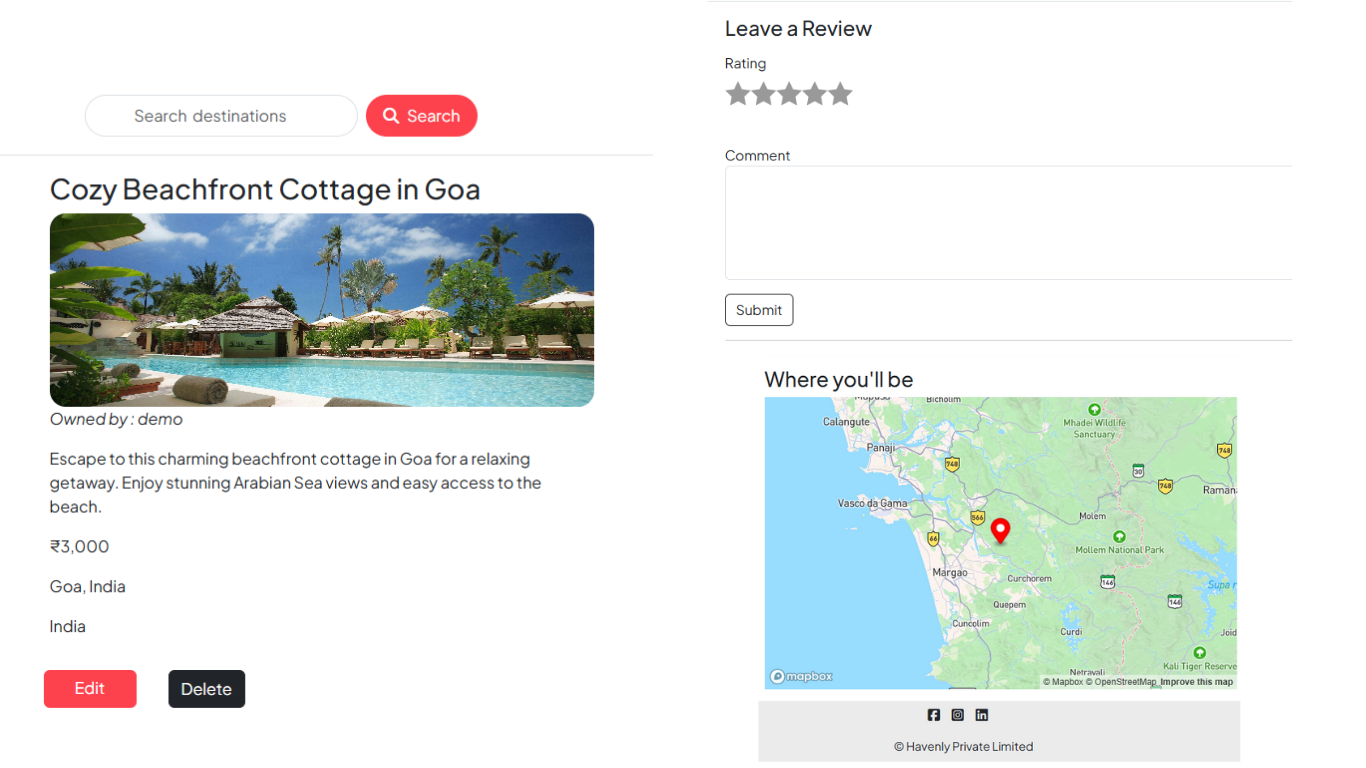 Search destinations
Search
Cozy Beachfront Cottage in Goa
Owned by : demo
Escape to this charming beachfront cottage in Goa for a relaxing
getaway. Enjoy stunning Arabian Sea views and easy access to the
beach.
₹3,000
Goa, India
India
Edit
Delete
Leave a Review
Rating
Comment
Submit
Where you'll be
Bicholim
Calangute
Mhadei Wildlife
Sanctuary
Panaji
748
748
30
748
Vasco da Gama
566
Molem
66
Mollem National Park
Margao
Curchorem
146
Quepem
146
Cuncolim
Curdi
Netravali
Kali Tiger Reserve
mapbox
© Mapbox © OpenStreetMap Improve this map
© Havenly Private Limited